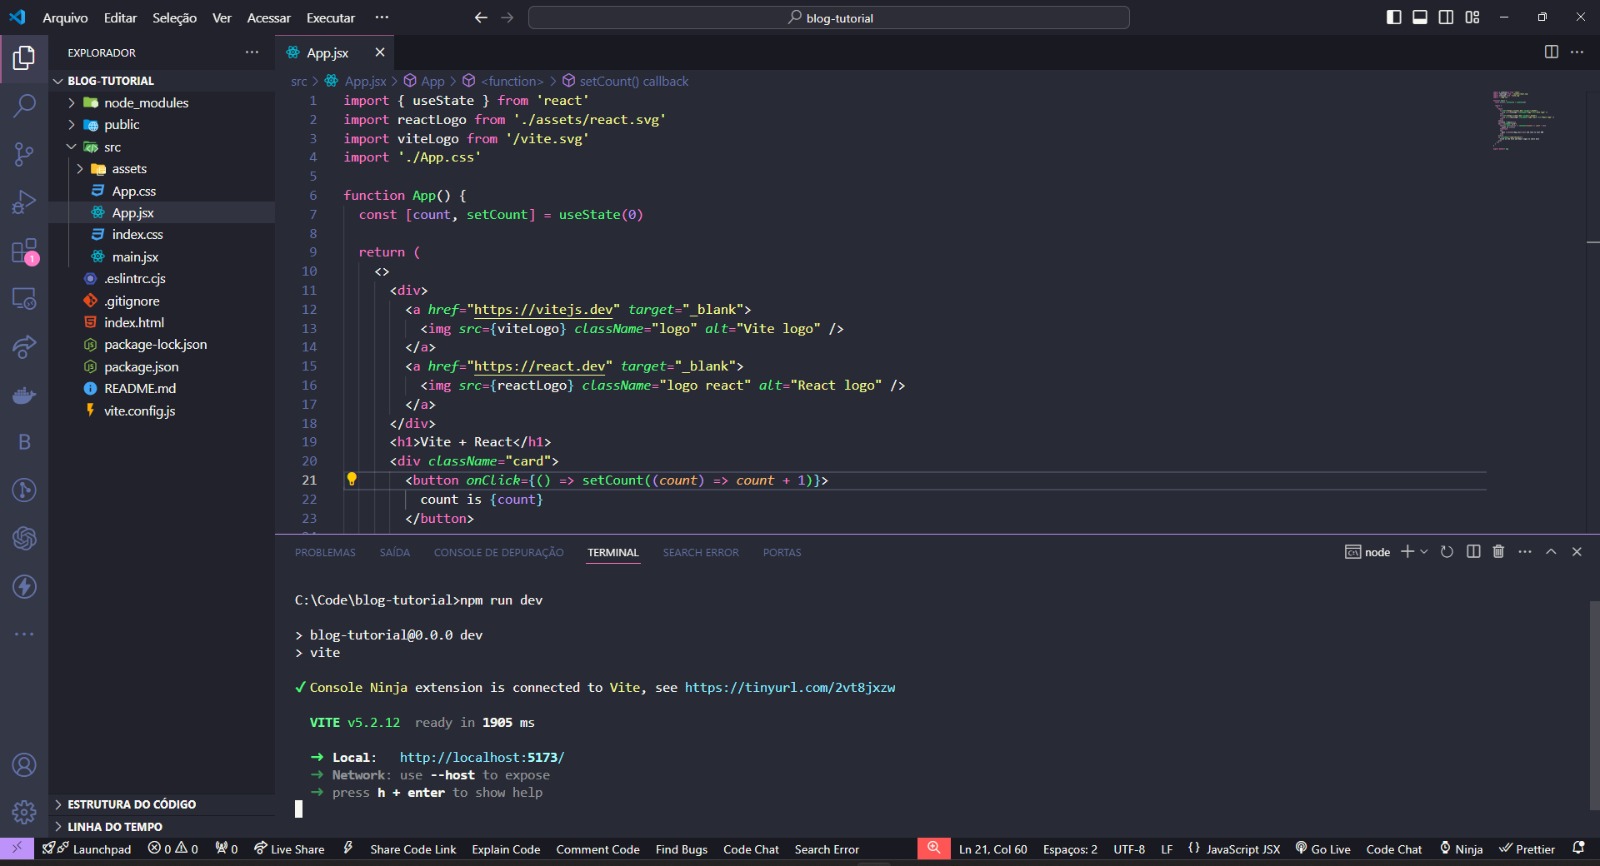 Arquivo Editar Seleção Ver Acessar Executar ··· blog-tutorial
EXPLORADOR ···
BLOG-TUTORIAL
node_modules
public
src
assets
App.css
App.jsx
index.css
main.jsx
.eslintrc.cjs
.gitignore
index.html
package-lock.json
package.json
README.md
vite.config.js
ESTRUTURA DO CÓDIGO
LINHA DO TEMPO
1
B
App.jsx
src > App.jsx > App > <function> > setCount() callback
1 import { useState } from 'react'
2 import reactLogo from './assets/react.svg'
3 import viteLogo from '/vite.svg'
4 import './App.css'
5
6 function App() {
7 const [count, setCount] = useState(0)
8
9 return (
10 <>
11 <div>
12 <a href="https://vitejs.dev" target="_blank">
13 <img src={viteLogo} className="logo" alt="Vite logo" />
14 </a>
15 <a href="https://react.dev" target="_blank">
16 <img src={reactLogo} className="logo react" alt="React logo" />
17 </a>
18 </div>
19 <h1>Vite + React</h1>
20 <div className="card">
21 <button onClick={() => setCount((count) => count + 1)}>
22 count is {count}
23 </button>
PROBLEMAS SAÍDA CONSOLE DE DEPURAÇÃO TERMINAL SEARCH ERROR PORTAS node
C:\Code\blog-tutorial>npm run dev
> blog-tutorial@0.0.0 dev
> vite
✓ Console Ninja extension is connected to Vite, see https://tinyurl.com/2vt8jxzw
VITE v5.2.12 ready in 1905 ms
➜ Local: http://localhost:5173/
➜ Network: use --host to expose
➜ press h + enter to show help
Launchpad 0 0 0 Live Share Share Code Link Explain Code Comment Code Find Bugs Code Chat Search Error Ln 21, Col 60 Espaços: 2 UTF-8 LF {} JavaScript JSX Go Live Code Chat Ninja Prettier